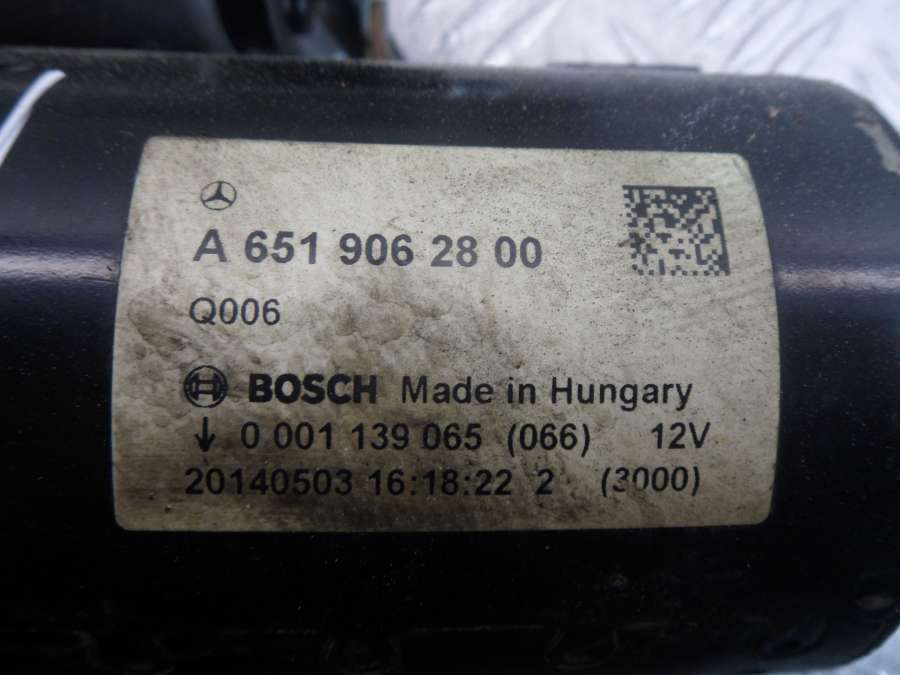 A 651 906 28 00
Q006
BOSCH Made in Hungary
↓ 0 001 139 065 (066) 12V
20140503 16:18:22 2 (3000)